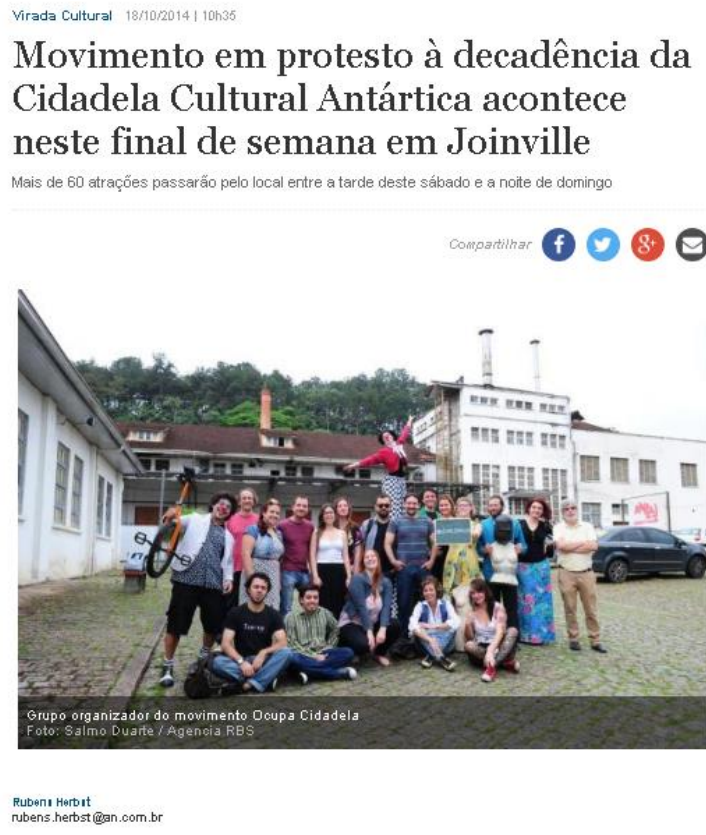 Virada Cultural 18/10/2014 | 10h35
Movimento em protesto à decadência da
Cidadela Cultural Antártica acontece
neste final de semana em Joinville
Mais de 60 atrações passarão pelo local entre a tarde deste sábado e a noite de domingo
Compartilhar
Grupo organizador do movimento Ocupa Cidadela
Foto: Salmo Duarte / Agencia RBS
Rubens Herbst
rubens.herbst@an.com.br